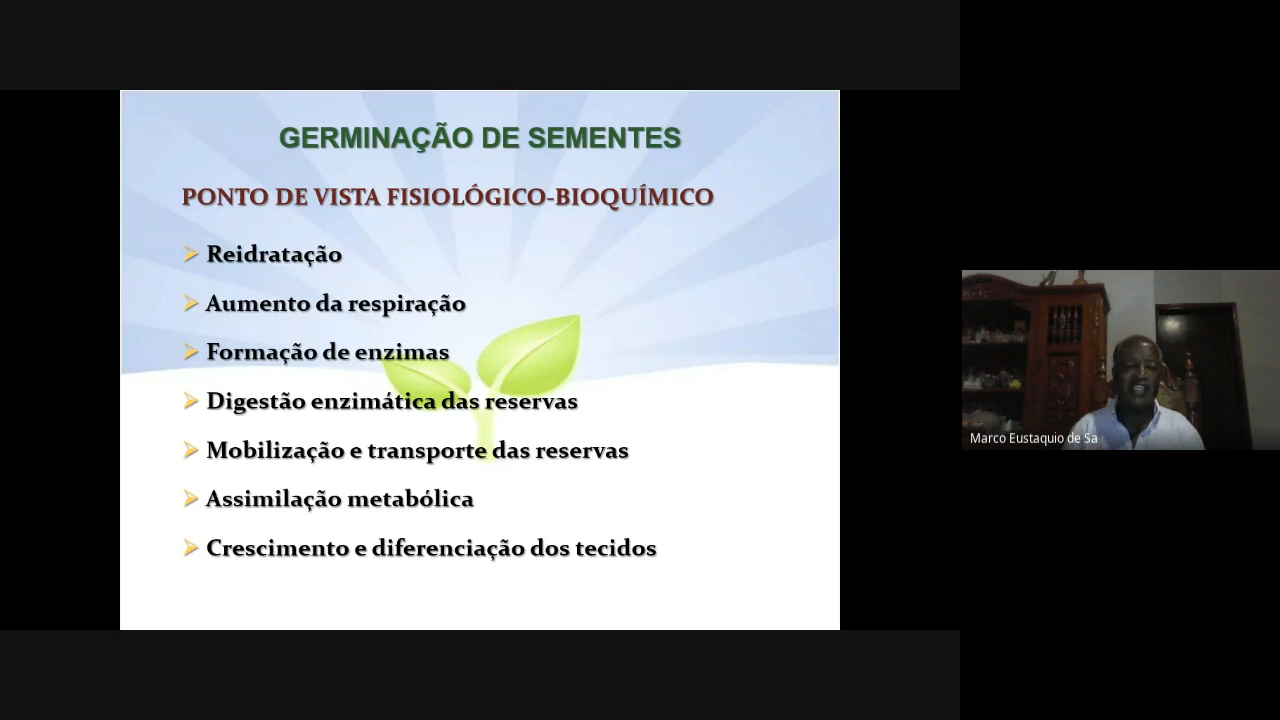 GERMINAÇÃO DE SEMENTES
PONTO DE VISTA FISIOLÓGICO-BIOQUÍMICO
Reidratação
Aumento da respiração
Formação de enzimas
Digestão enzimática das reservas
Mobilização e transporte das reservas
Assimilação metabólica
Crescimento e diferenciação dos tecidos
Marco Eustaquio de Sa